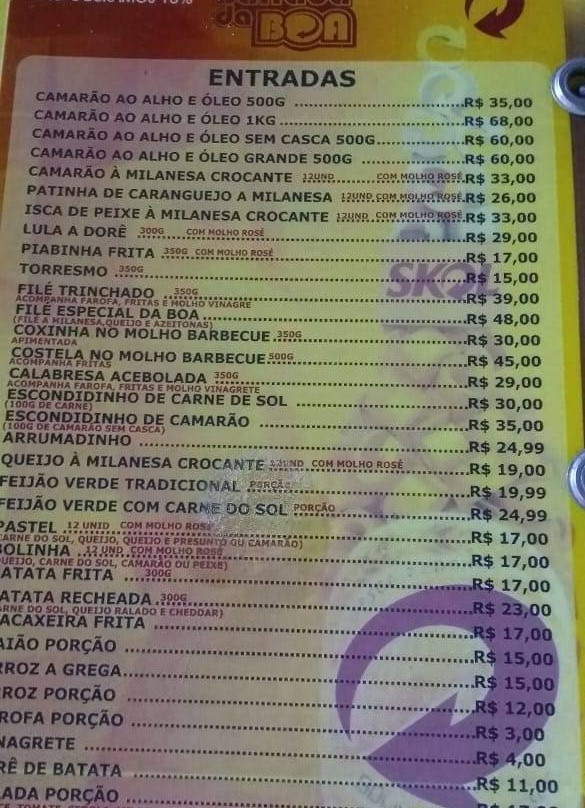 10%
da BOA
ENTRADAS
CAMARÃO AO ALHO E ÓLEO 500G R$ 35,00
CAMARÃO AO ALHO E ÓLEO 1KG R$ 68,00
CAMARÃO AO ALHO E ÓLEO SEM CASCA 500G R$ 60,00
CAMARÃO AO ALHO E ÓLEO GRANDE 500G R$ 60,00
CAMARÃO À MILANESA CROCANTE 12UND COM MOLHO ROSÉ R$ 33,00
PATINHA DE CARANGUEJO A MILANESA 12UND COM MOLHO ROSÉ R$ 26,00
ISCA DE PEIXE À MILANESA CROCANTE 12UND COM MOLHO ROSÉ R$ 33,00
LULA A DORÊ 300G COM MOLHO ROSÉ R$ 29,00
PIABINHA FRITA 350G COM MOLHO ROSÉ R$ 17,00
TORRESMO 350G R$ 15,00
FILÉ TRINCHADO 350G R$ 39,00
ACOMPANHA FAROFA, FRITAS E MOLHO VINAGRE
FILÉ ESPECIAL DA BOA R$ 48,00
(FILÉ A MILANESA,QUEIJO E AZEITONAS)
COXINHA NO MOLHO BARBECUE 350G R$ 30,00
APIMENTADA
COSTELA NO MOLHO BARBECUE 500G R$ 45,00
ACOMPANHA FRITAS
CALABRESA ACEBOLADA 350G R$ 29,00
ACOMPANHA FAROFA, FRITAS E MOLHO VINAGRETE
ESCONDIDINHO DE CARNE DE SOL R$ 30,00
(100G DE CARNE)
ESCONDIDINHO DE CAMARÃO R$ 35,00
(100G DE CAMARÃO SEM CASCA)
ARRUMADINHO R$ 24,99
QUEIJO À MILANESA CROCANTE 12UND COM MOLHO ROSÉ R$ 19,00
FEIJÃO VERDE TRADICIONAL PORÇÃO R$ 19,99
FEIJÃO VERDE COM CARNE DO SOL PORÇÃO R$ 24,99
PASTEL 12 UNID COM MOLHO ROSÉ R$ 17,00
CARNE DO SOL, QUEIJO, QUEIJO E PRESUNTO OU CAMARÃO)
BOLINHA 12 UND COM MOLHO ROSÉ R$ 17,00
QUEIJO, CARNE DO SOL, CAMARÃO OU PEIXE)
ATATA FRITA 300G R$ 17,00
ATATA RECHEADA 300G R$ 23,00
ARNE DO SOL, QUEIJO RALADO E CHEDDAR)
ACAXEIRA FRITA R$ 17,00
AIÃO PORÇÃO R$ 15,00
RROZ A GREGA R$ 15,00
ROZ PORÇÃO R$ 12,00
ROFA PORÇÃO R$ 3,00
NAGRETE R$ 4,00
RÊ DE BATATA R$ 11,00
ADA PORÇÃO
SKOL